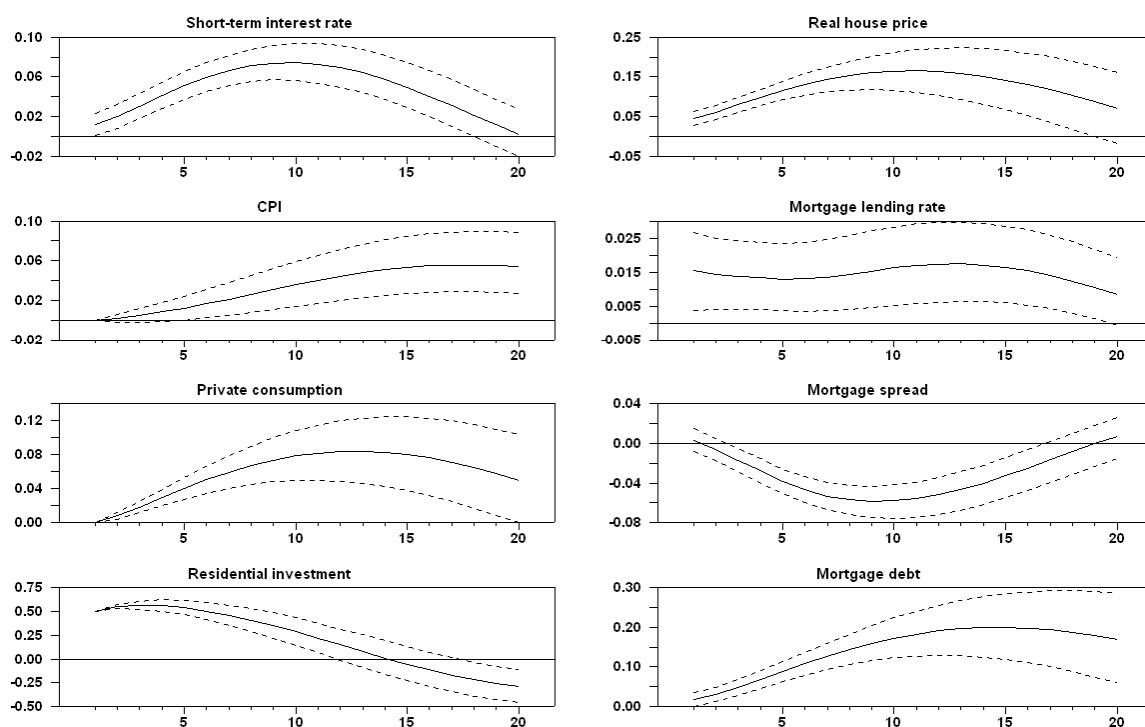 Short-term interest rate
0.10
0.06
0.02
-0.02
5 10 15 20
Real house price
0.25
0.15
0.05
-0.05
5 10 15 20
CPI
0.10
0.06
0.02
-0.02
5 10 15 20
Mortgage lending rate
0.025
0.015
0.005
-0.005
5 10 15 20
Private consumption
0.12
0.08
0.04
0.00
5 10 15 20
Mortgage spread
0.04
0.00
-0.04
-0.08
5 10 15 20
Residential investment
0.75
0.50
0.00
-0.25
-0.50
5 10 15 20
Mortgage debt
0.30
0.20
0.10
0.00
5 10 15 20